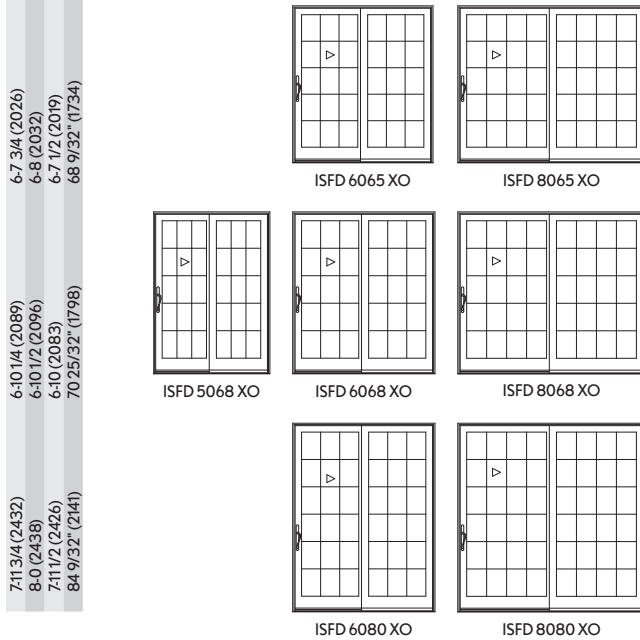 6-7 3/4 (2026)
6-8 (2032)
6-7 1/2 (2019)
68 9/32" (1734)
ISFD 6065 XO
ISFD 8065 XO
6-10 1/4 (2089)
6-10 1/2 (2096)
6-10 (2083)
70 25/32" (1798)
ISFD 5068 XO
ISFD 6068 XO
ISFD 8068 XO
7-11 3/4 (2432)
8-0 (2438)
7-11 1/2 (2426)
84 9/32" (2141)
ISFD 6080 XO
ISFD 8080 XO